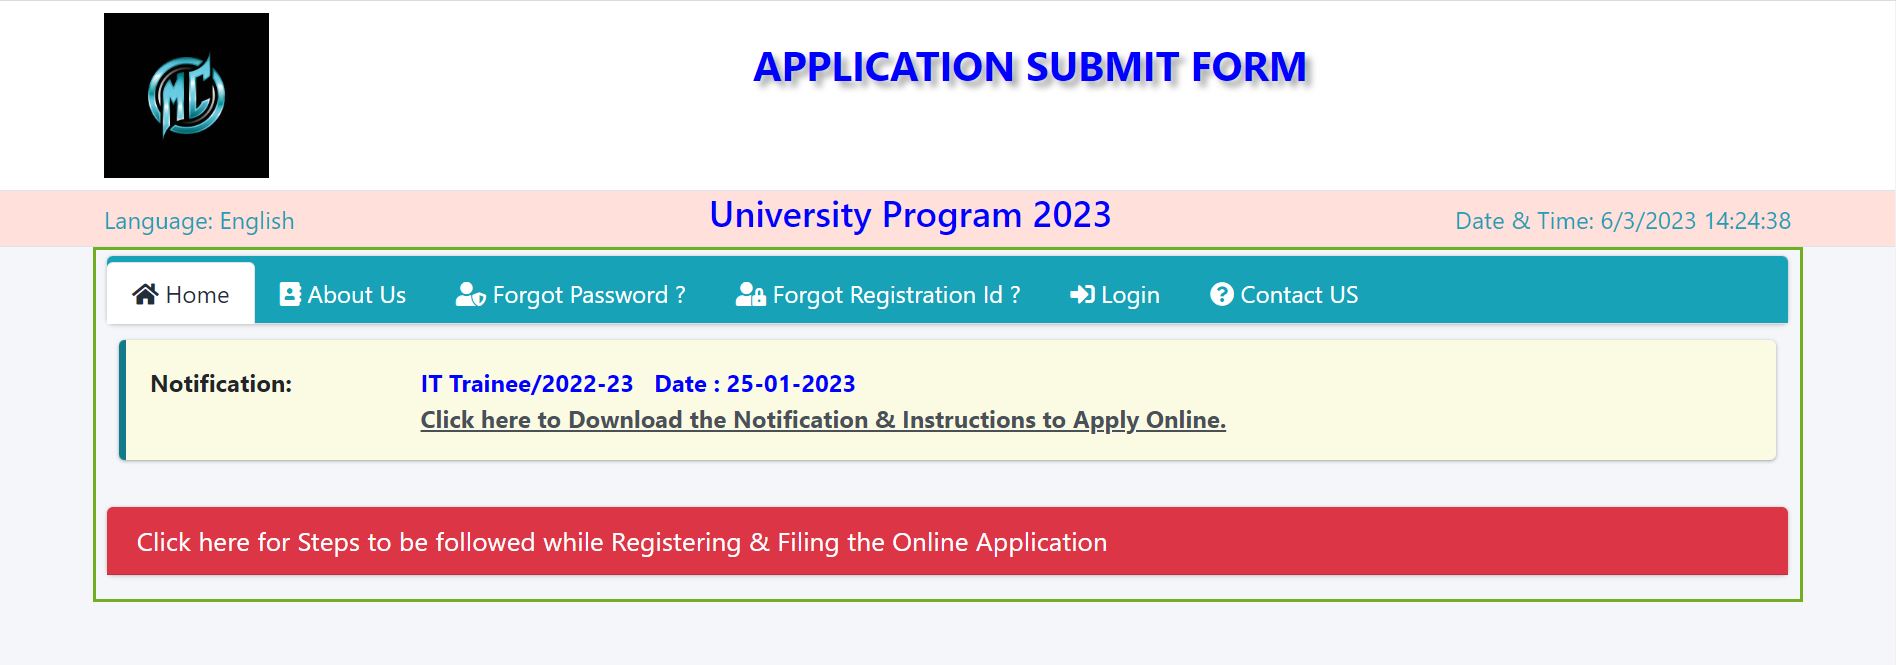 MC
APPLICATION SUBMIT FORM
Language: English
University Program 2023
Date & Time: 6/3/2023 14:24:38
Home
About Us
Forgot Password ?
Forgot Registration Id ?
Login
Contact US
Notification:
IT Trainee/2022-23 Date : 25-01-2023
Click here to Download the Notification & Instructions to Apply Online.
Click here for Steps to be followed while Registering & Filing the Online Application